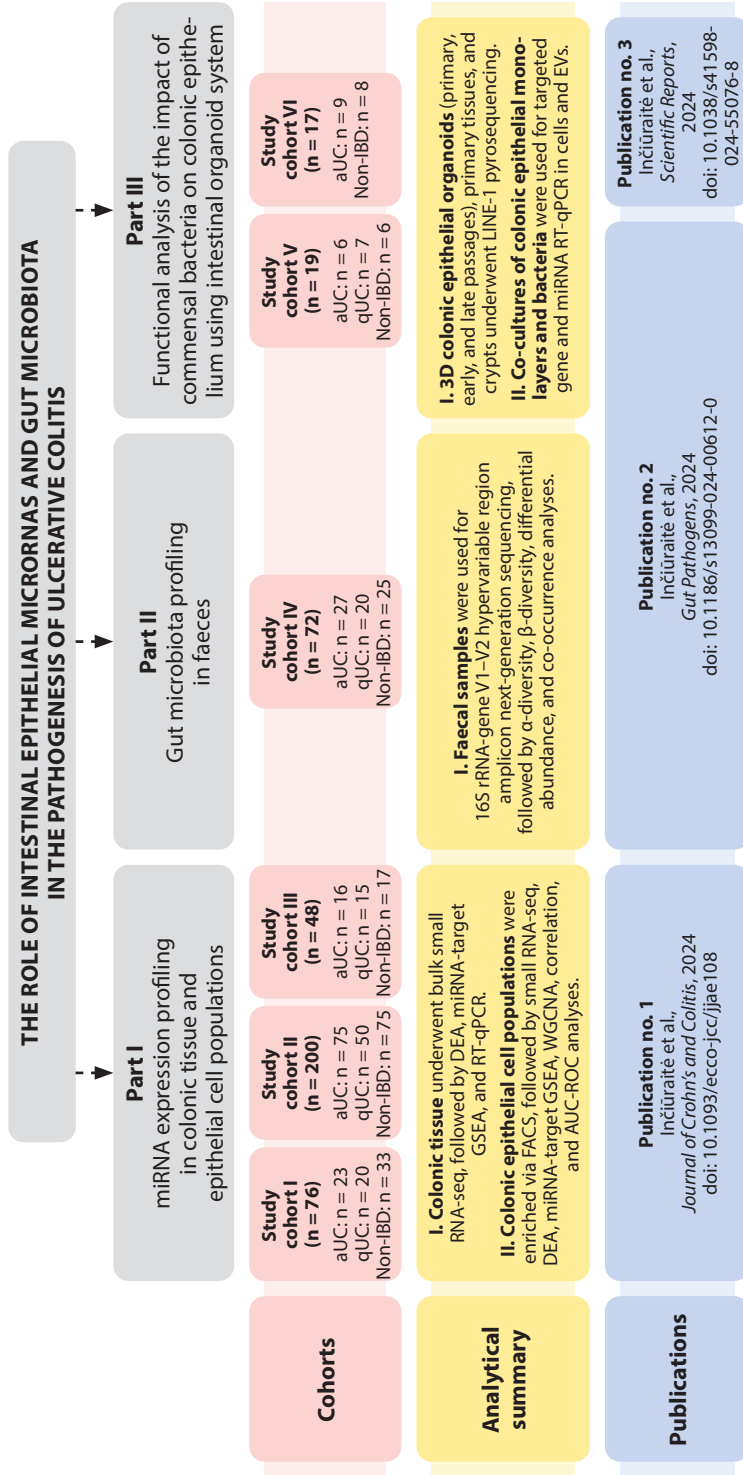 THE ROLE OF INTESTINAL EPITHELIAL MICRORNAS AND GUT MICROBIOTA
IN THE PATHOGENESIS OF ULCERATIVE COLITIS
Part I
miRNA expression profiling
in colonic tissue and
epithelial cell populations
Part II
Gut microbiota profiling
in faeces
Part III
Functional analysis of the impact of
commensal bacteria on colonic epithe-
lium using intestinal organoid system
Cohorts
Study
cohort I
(n = 76)
aUC: n = 23
qUC: n = 20
Non-IBD: n = 33
Study
cohort II
(n = 200)
aUC: n = 75
qUC: n = 50
Non-IBD: n = 75
Study
cohort III
(n = 48)
aUC: n = 16
qUC: n = 15
Non-IBD: n = 17
Study
cohort IV
(n = 72)
aUC: n = 27
qUC: n = 20
Non-IBD: n = 25
Study
cohort V
(n = 19)
aUC: n = 6
qUC: n = 7
Non-IBD: n = 6
Study
cohort VI
(n = 17)
aUC: n = 9
Non-IBD: n = 8
Analytical
summary
I. Colonic tissue underwent bulk small
RNA-seq, followed by DEA, miRNA-target
GSEA, and RT-qPCR.
II. Colonic epithelial cell populations were
enriched via FACS, followed by small RNA-seq,
DEA, miRNA-target GSEA, WGCNA, correlation,
and AUC-ROC analyses.
I. Faecal samples were used for
16S rRNA-gene V1–V2 hypervariable region
amplicon next-generation sequencing,
followed by α-diversity, β-diversity, differential
abundance, and co-occurrence analyses.
I. 3D colonic epithelial organoids (primary,
early, and late passages), primary tissues, and
crypts underwent LINE-1 pyrosequencing.
II. Co-cultures of colonic epithelial mono-
layers and bacteria were used for targeted
gene and miRNA RT-qPCR in cells and EVs.
Publications
Publication no. 1
Inčiūraitė et al.,
Journal of Crohn's and Colitis, 2024
doi: 10.1093/ecco-jcc/jjae108
Publication no. 2
Inčiūraitė et al.,
Gut Pathogens, 2024
doi: 10.1186/s13099-024-00612-0
Publication no. 3
Inčiūraitė et al.,
Scientific Reports,
2024
doi: 10.1038/s41598-
024-55076-8